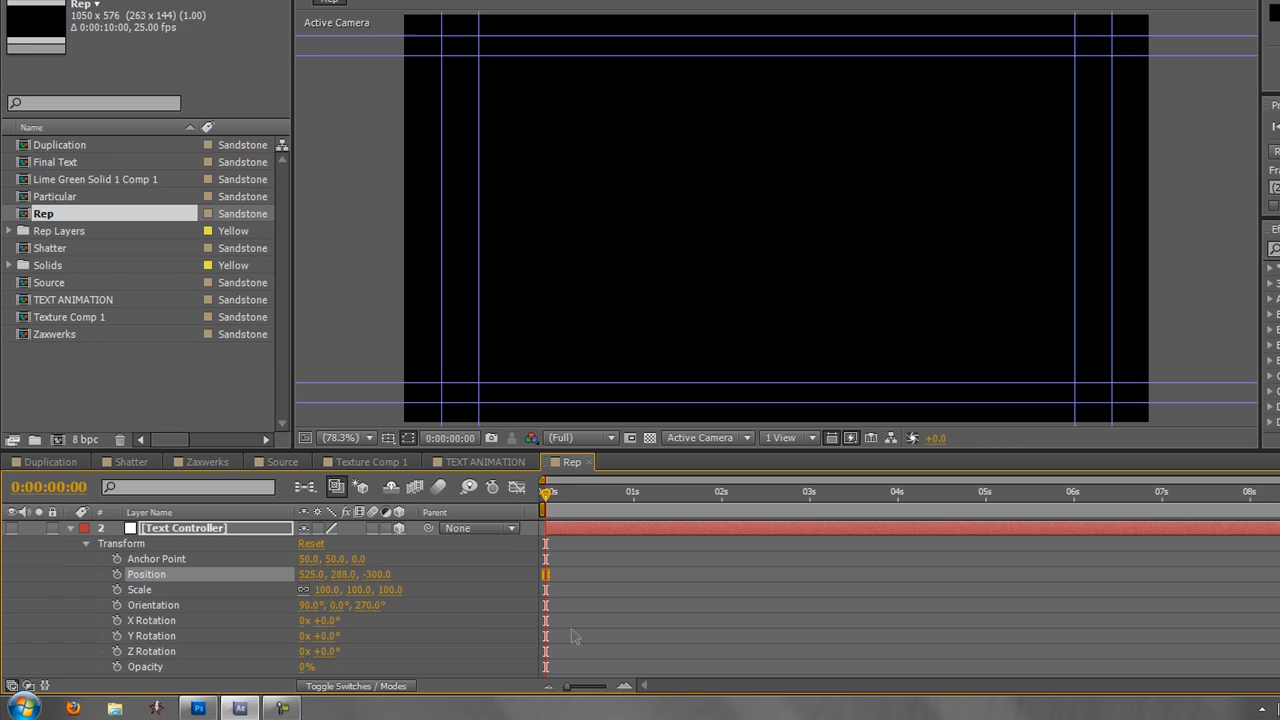 Rep ▾
1050 x 576 (263 x 144) (1.00)
Δ 0:00:10:00, 25.00 fps
Rep
Active Camera
Name
Duplication Sandstone
Final Text Sandstone
Lime Green Solid 1 Comp 1 Sandstone
Particular Sandstone
Rep Sandstone
Rep Layers Yellow
Shatter Sandstone
Solids Yellow
Source Sandstone
TEXT ANIMATION Sandstone
Texture Comp 1 Sandstone
Zaxwerks Sandstone
8 bpc
(78.3%) 0:00:00:00 (Full) Active Camera 1 View +0.0
Duplication Shatter Zaxwerks Source Texture Comp 1 TEXT ANIMATION Rep ×
0:00:00:00
01s 02s 03s 04s 05s 06s 07s 08s
# Layer Name Parent
2 [Text Controller] None
Transform Reset
Anchor Point 50.0, 50.0, 0.0
Position 525.0, 288.0, -300.0
Scale 100.0, 100.0, 100.0
Orientation 90.0°, 0.0°, 270.0°
X Rotation 0x +0.0°
Y Rotation 0x +0.0°
Z Rotation 0x +0.0°
Opacity 0%
Toggle Switches / Modes
Ps Ae